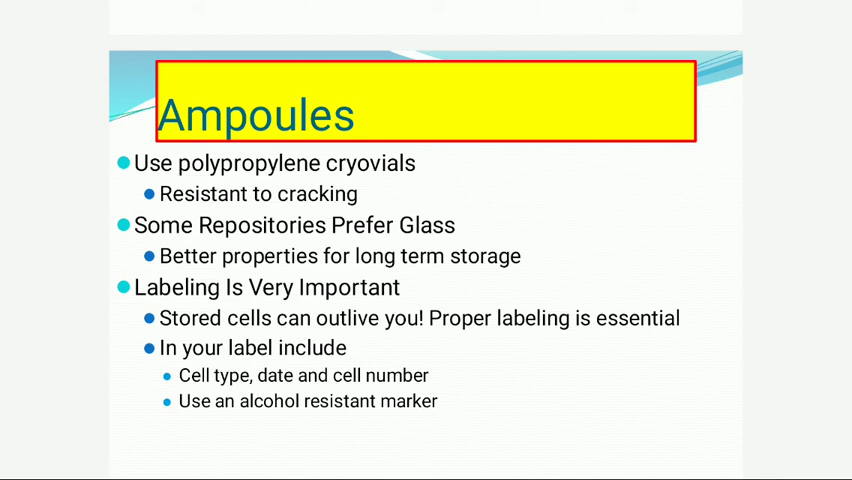 Ampoules
Use polypropylene cryovials
Resistant to cracking
Some Repositories Prefer Glass
Better properties for long term storage
Labeling Is Very Important
Stored cells can outlive you! Proper labeling is essential
In your label include
Cell type, date and cell number
Use an alcohol resistant marker